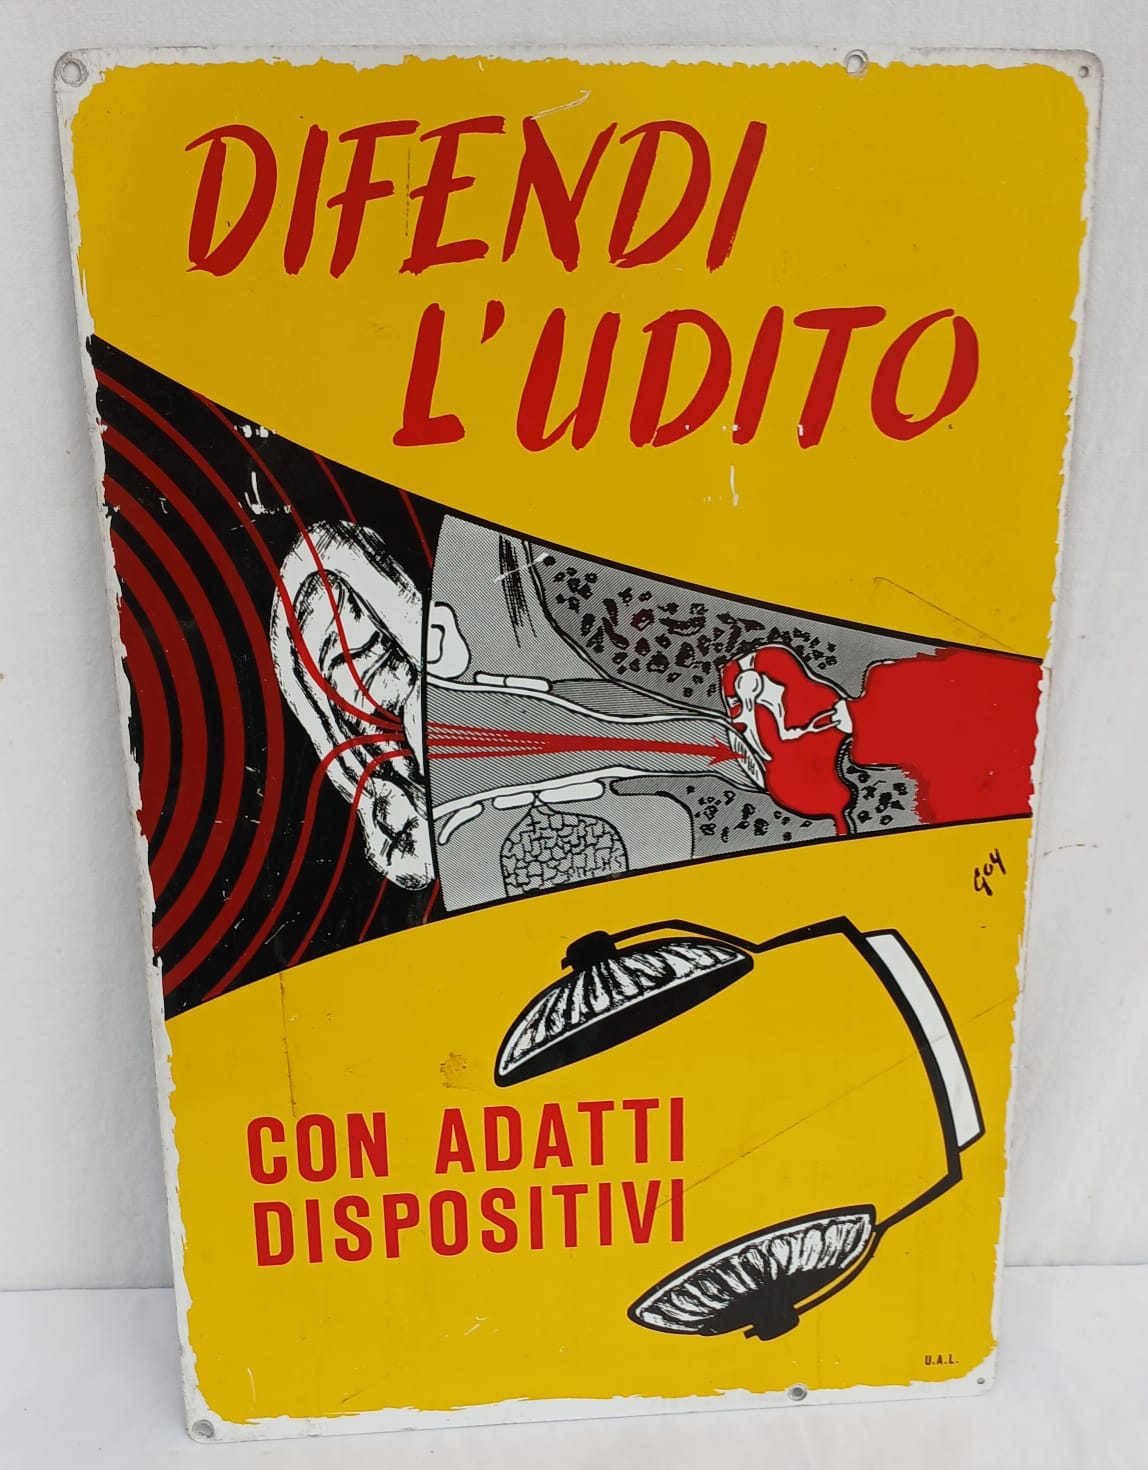 DIFENDI
L'UDITO
Goy
CON ADATTI
DISPOSITIVI
U.A.L.